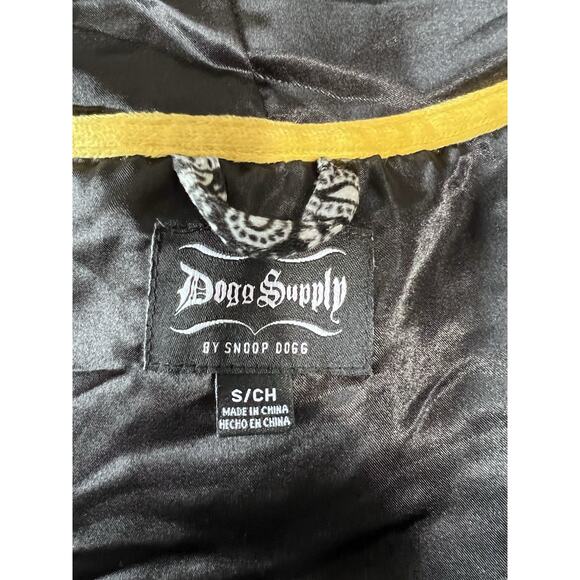 Dogg Supply
BY SNOOP DOGG
S/CH
MADE IN CHINA
HECHO EN CHINA